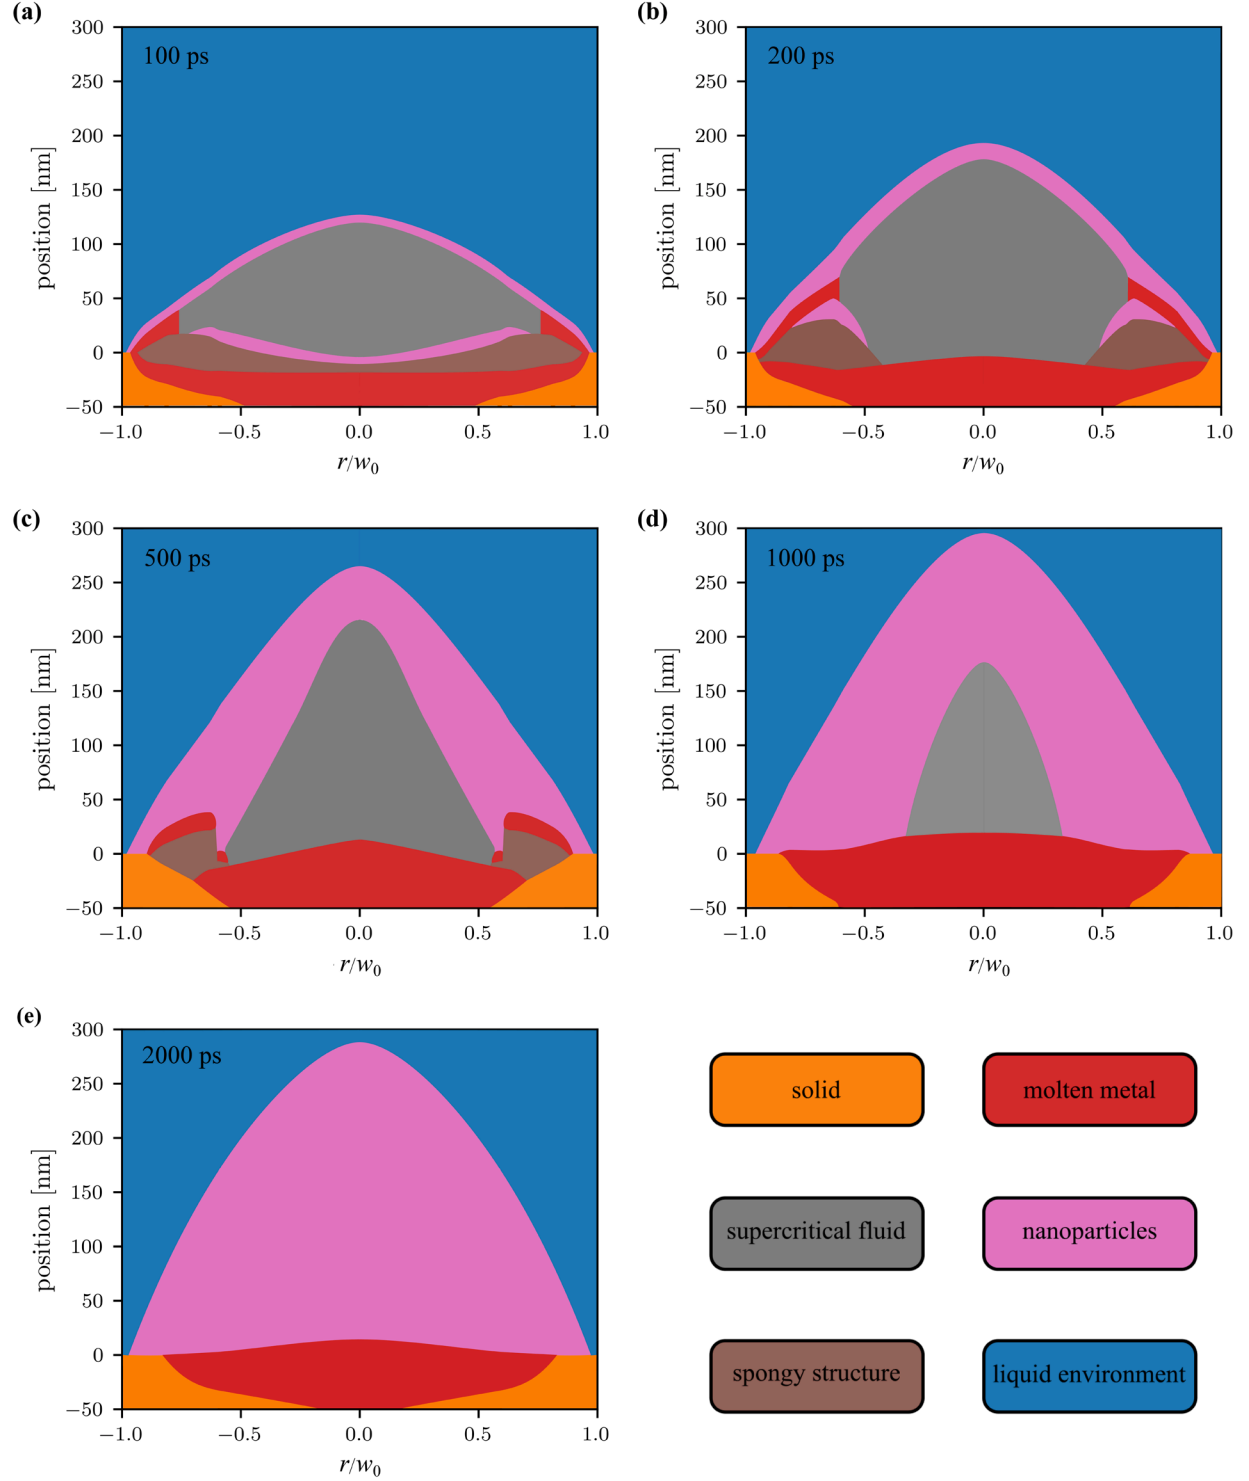 (a)
300
250
200
150
100
50
0
−50
position [nm]
100 ps
−1.0 −0.5 0.0 0.5 1.0
r/w₀
(b)
300
250
200
150
100
50
0
−50
position [nm]
200 ps
−1.0 −0.5 0.0 0.5 1.0
r/w₀
(c)
300
250
200
150
100
50
0
−50
position [nm]
500 ps
−1.0 −0.5 0.0 0.5 1.0
r/w₀
(d)
300
250
200
150
100
50
0
−50
position [nm]
1000 ps
−1.0 −0.5 0.0 0.5 1.0
r/w₀
(e)
300
250
200
150
100
50
0
−50
position [nm]
2000 ps
−1.0 −0.5 0.0 0.5 1.0
r/w₀
solid
molten metal
supercritical fluid
nanoparticles
spongy structure
liquid environment